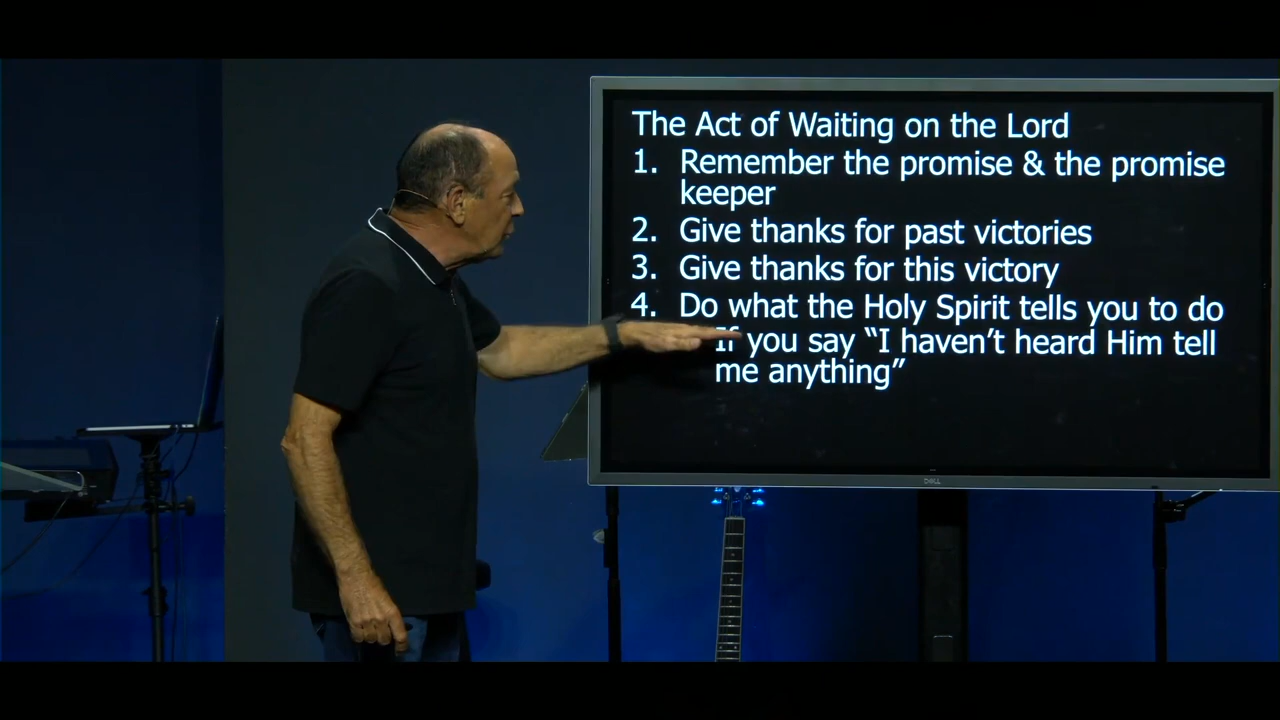 The Act of Waiting on the Lord
1. Remember the promise & the promise
keeper
2. Give thanks for past victories
3. Give thanks for this victory
4. Do what the Holy Spirit tells you to do
If you say “I haven’t heard Him tell
me anything”
DELL